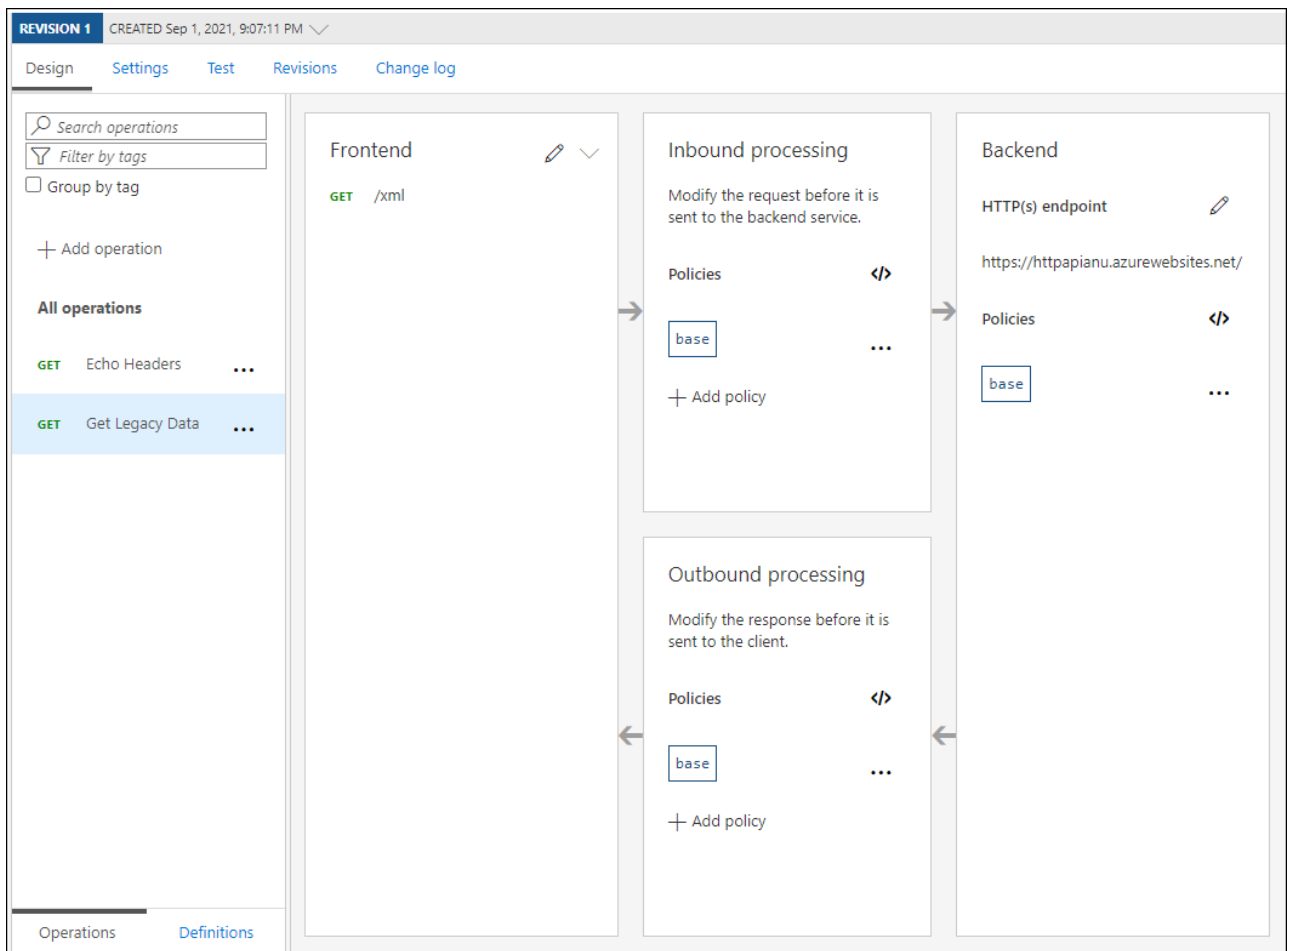 REVISION 1 CREATED Sep 1, 2021, 9:07:11 PM
Design Settings Test Revisions Change log
Search operations
Filter by tags
Group by tag
Add operation
All operations
GET Echo Headers ...
GET Get Legacy Data ...
Operations Definitions
Frontend
GET /xml
Inbound processing
Modify the request before it is
sent to the backend service.
Policies </>
base ...
+ Add policy
Outbound processing
Modify the response before it is
sent to the client.
Policies </>
base ...
+ Add policy
Backend
HTTP(s) endpoint
https://httpapianu.azurewebsites.net/
Policies </>
base ...